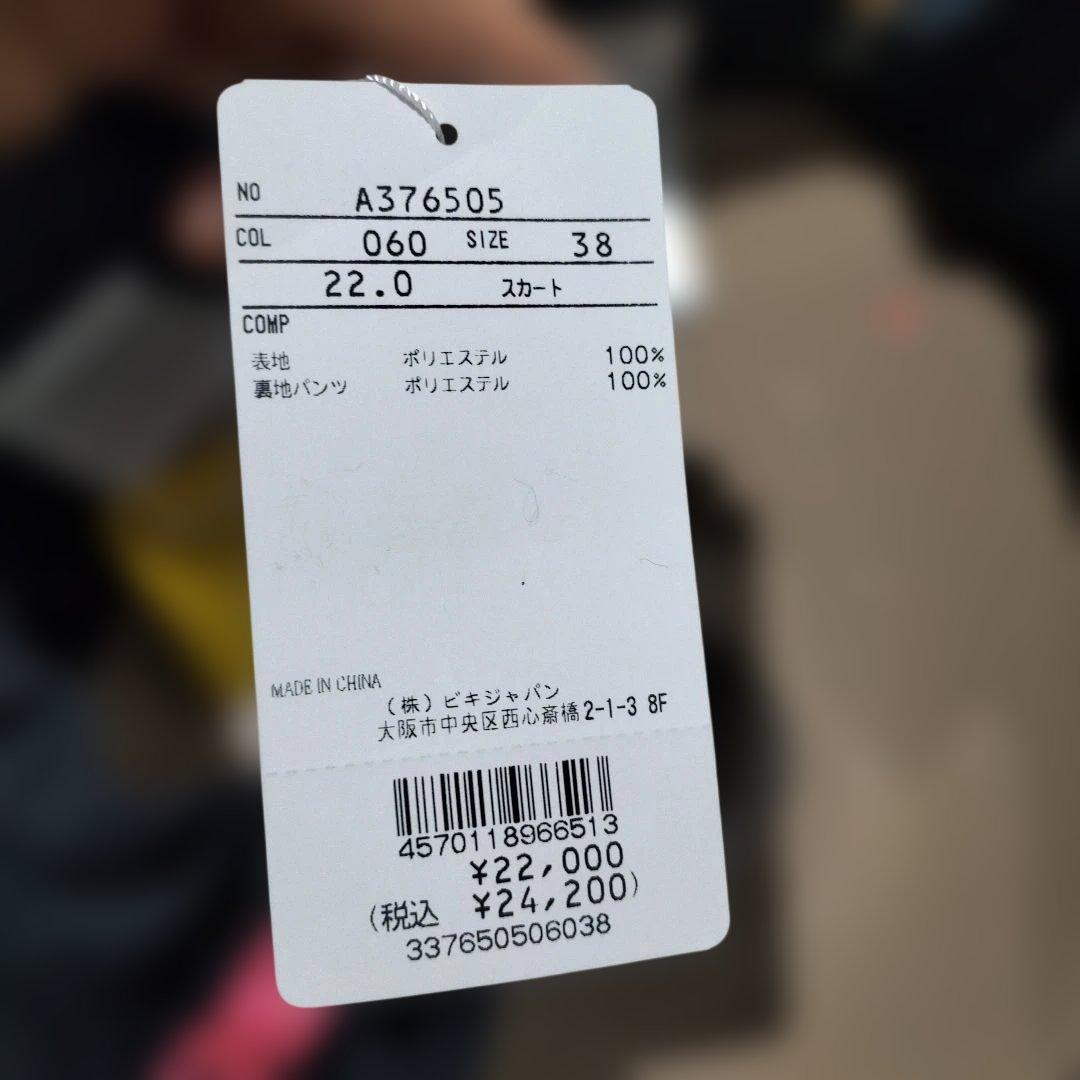 NO A376505
COL 060 SIZE 38
22.0 スカート
COMP
表地 ポリエステル 100%
裏地パンツ ポリエステル 100%
MADE IN CHINA
(株)ビキジャパン
大阪市中央区西心斎橋2-1-3 8F
4570118966513
¥22,000
(税込 ¥24,200)
337650506038